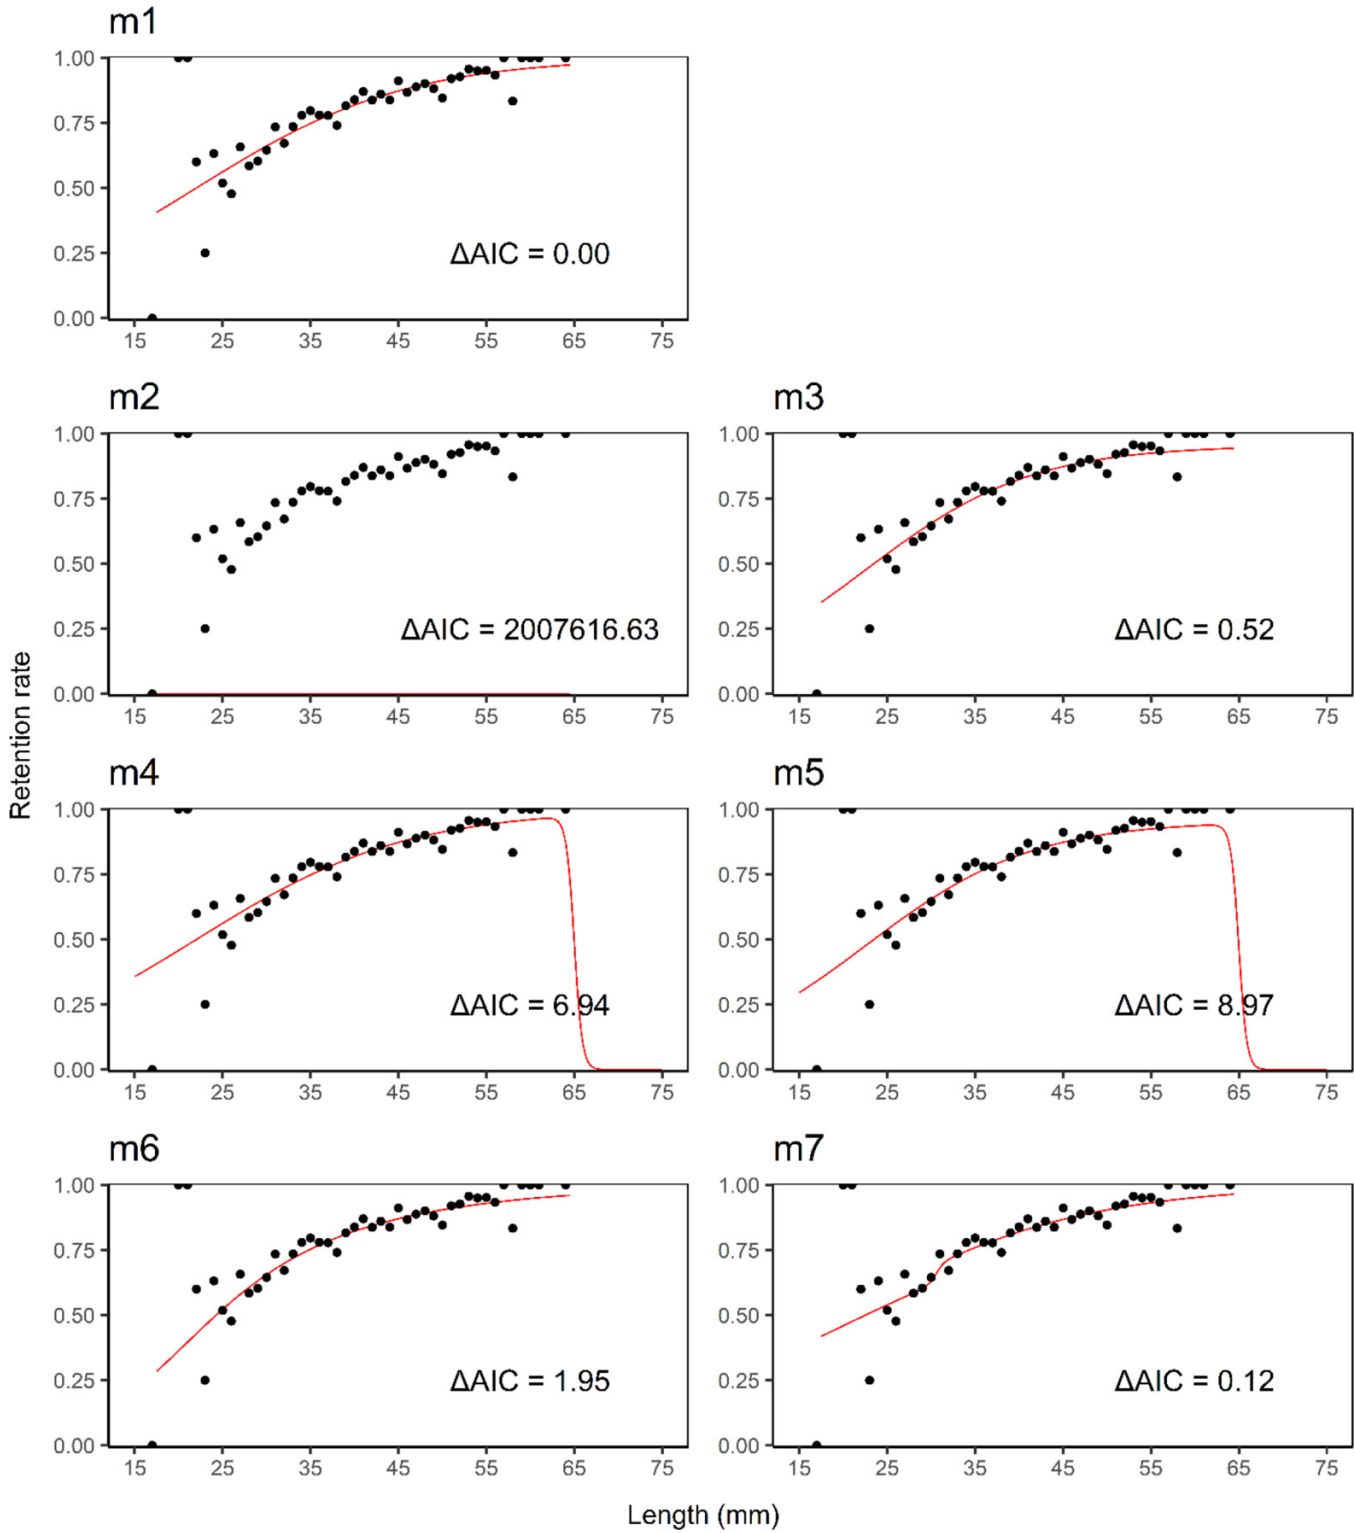 m1
1.00
0.75
0.50
0.25
0.00
ΔAIC = 0.00
15 25 35 45 55 65 75
m2
1.00
0.75
0.50
0.25
0.00
ΔAIC = 2007616.63
15 25 35 45 55 65 75
m3
1.00
0.75
0.50
0.25
0.00
ΔAIC = 0.52
15 25 35 45 55 65 75
m4
1.00
0.75
0.50
0.25
0.00
ΔAIC = 6.94
15 25 35 45 55 65 75
m5
1.00
0.75
0.50
0.25
0.00
ΔAIC = 8.97
15 25 35 45 55 65 75
m6
1.00
0.75
0.50
0.25
0.00
ΔAIC = 1.95
15 25 35 45 55 65 75
m7
1.00
0.75
0.50
0.25
0.00
ΔAIC = 0.12
15 25 35 45 55 65 75
Retention rate
Length (mm)